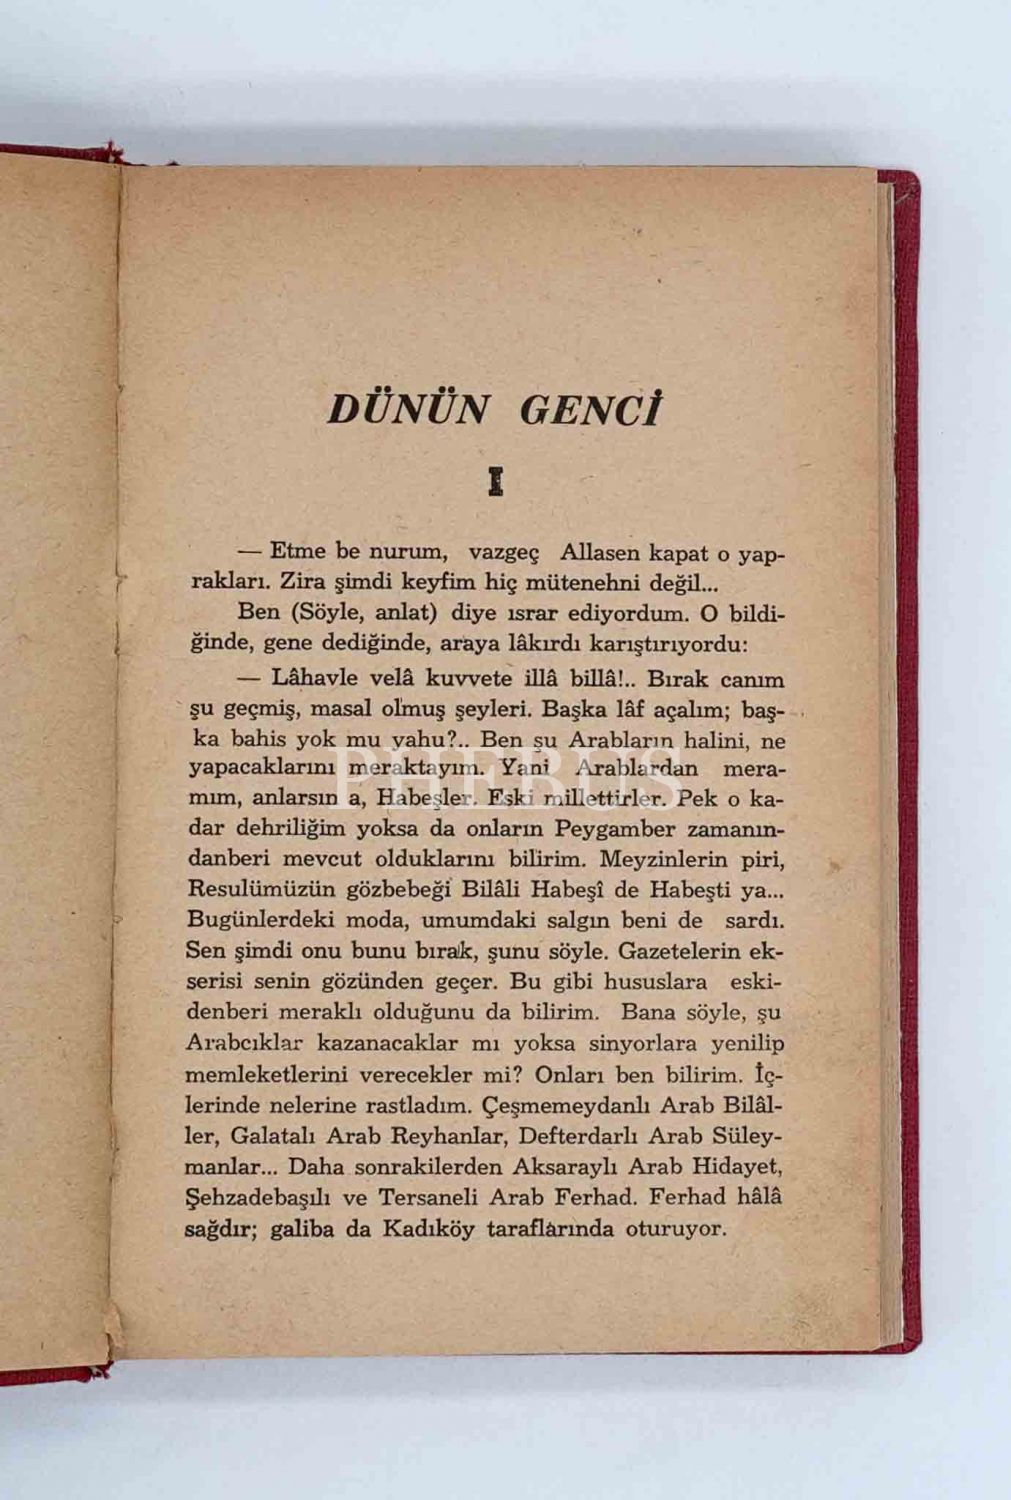 DÜNÜN GENCİ
I
— Etme be nurum, vazgeç Allasen kapat o yap-
rakları. Zira şimdi keyfim hiç mütenehni değil...
Ben (Söyle, anlat) diye ısrar ediyordum. O bildi-
ğinde, gene dediğinde, araya lâkırdı karıştırıyordu:
— Lâhavle velâ kuvvete illâ billâ!.. Bırak canım
şu geçmiş, masal olmuş şeyleri. Başka lâf açalım; baş-
ka bahis yok mu yahu?.. Ben şu Arabların halini, ne
yapacaklarını meraktayım. Yani Arablardan mera-
mım, anlarsın a, Habeşler. Eski millettirler. Pek o ka-
dar dehriliğim yoksa da onların Peygamber zamanın-
danberi mevcut olduklarını bilirim. Meyzinlerin piri,
Resulümüzün gözbebeği Bilâli Habeşî de Habeşti ya...
Bugünlerdeki moda, umumdaki salgın beni de sardı.
Sen şimdi onu bunu bırak, şunu söyle. Gazetelerin ek-
serisi senin gözünden geçer. Bu gibi hususlara eski-
denberi meraklı olduğunu da bilirim. Bana söyle, şu
Arabcıklar kazanacaklar mı yoksa sinyorlara yenilip
memleketlerini verecekler mi? Onları ben bilirim. İç-
lerinde nelerine rastladım. Çeşmemeydanlı Arab Bilâl-
ler, Galatalı Arab Reyhanlar, Defterdarlı Arab Süley-
manlar... Daha sonrakilerden Aksaraylı Arab Hidayet,
Şehzadebaşılı ve Tersaneli Arab Ferhad. Ferhad hâlâ
sağdır; galiba da Kadıköy taraflarında oturuyor.
PHEBUS